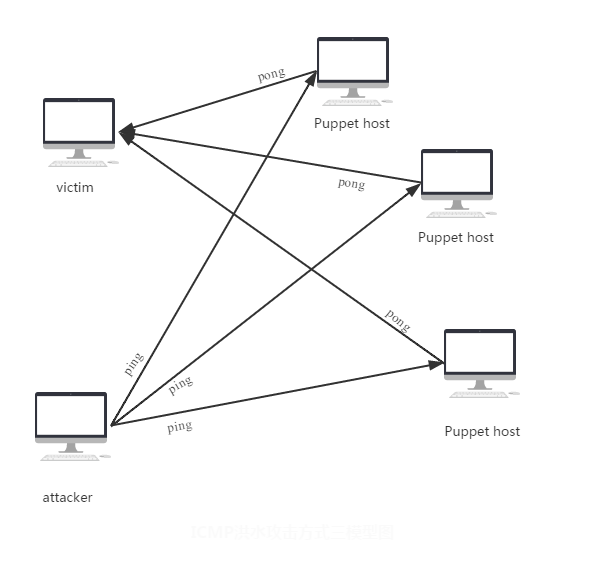 pong
Puppet host
victim
pong
Puppet host
pong
ping
ping
ping
Puppet host
attacker
ICMP洪水攻击方式三模型图